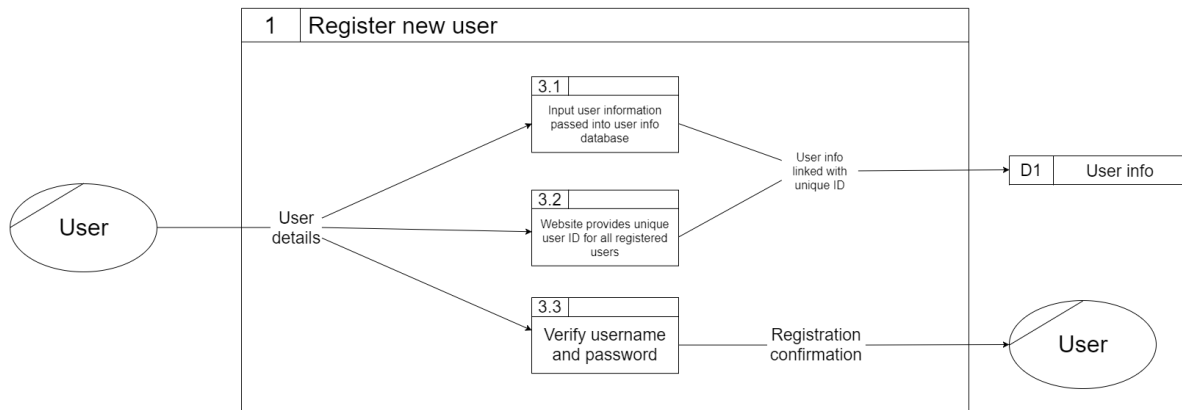 1 Register new user
3.1
Input user information
passed into user info
database
User info
linked with
unique ID
D1 User info
User
User
details
3.2
Website provides unique
user ID for all registered
users
3.3
Verify username
and password
Registration
confirmation
User